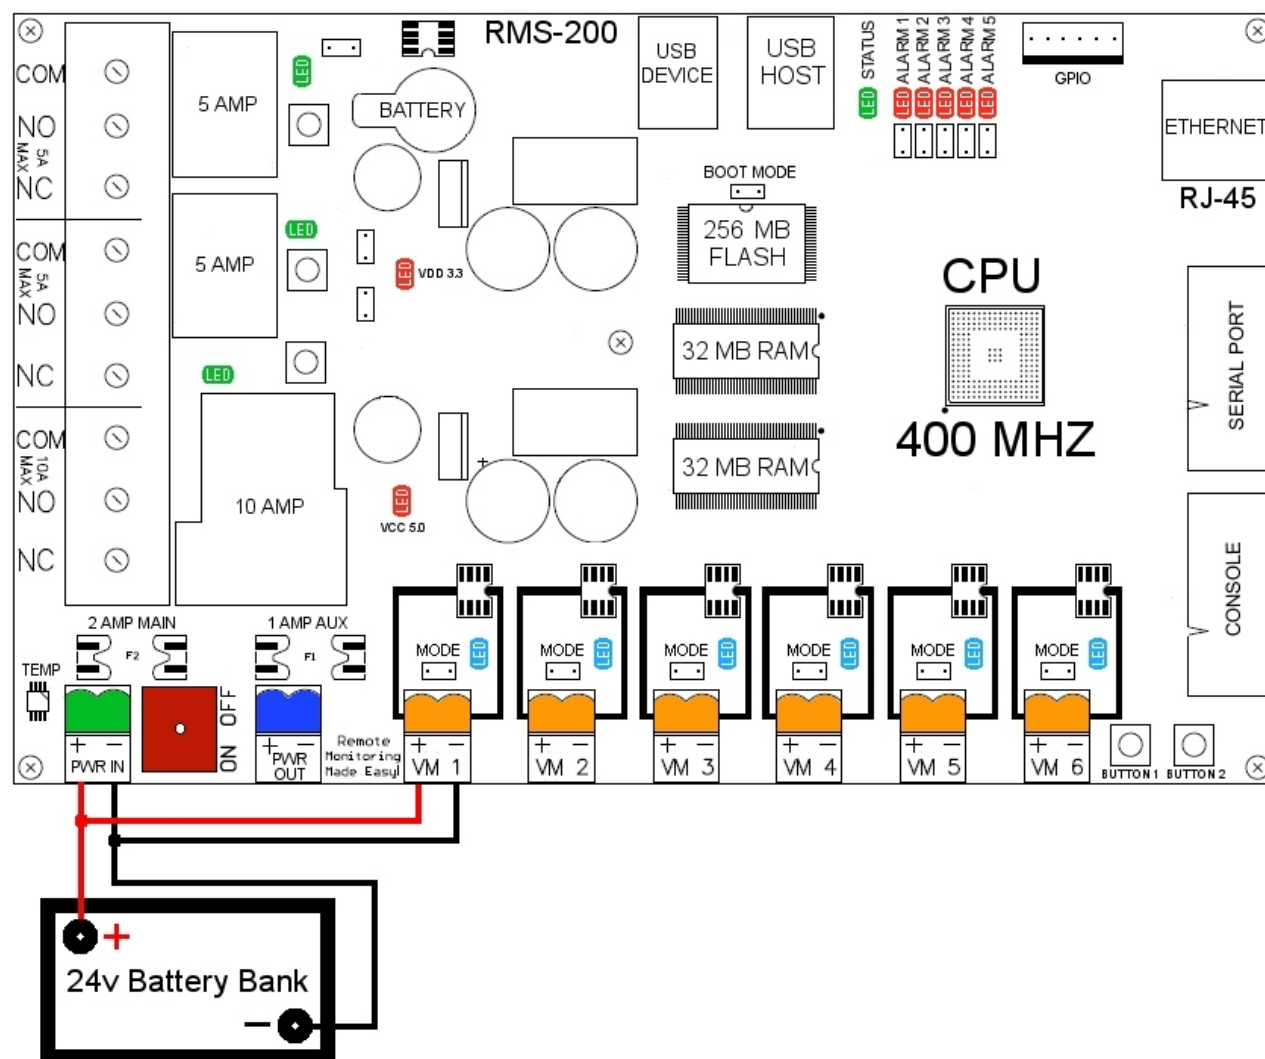 RMS-200
COM
NO
5A
MAX
NC
COM
5A
MAX
NO
NC
COM
10A
MAX
NO
NC
5 AMP
5 AMP
10 AMP
LED
LED
LED
BATTERY
LED
VDD 3.3
+
LED
VCC 5.0
USB
DEVICE
USB
HOST
LED STATUS
LED ALARM 1
LED ALARM 2
LED ALARM 3
LED ALARM 4
LED ALARM 5
GPIO
ETHERNET
RJ-45
BOOT MODE
256 MB
FLASH
32 MB RAM
32 MB RAM
CPU
400 MHZ
SERIAL PORT
CONSOLE
2 AMP MAIN
F2
1 AMP AUX
F1
TEMP
+ −
PWR IN
ON OFF
+ −
PWR
OUT
Remote
Monitoring
Made Easy!
MODE LED
+ −
VM 1
MODE LED
+ −
VM 2
MODE LED
+ −
VM 3
MODE LED
+ −
VM 4
MODE LED
+ −
VM 5
MODE LED
+ −
VM 6
BUTTON 1
BUTTON 2
+
24v Battery Bank
−